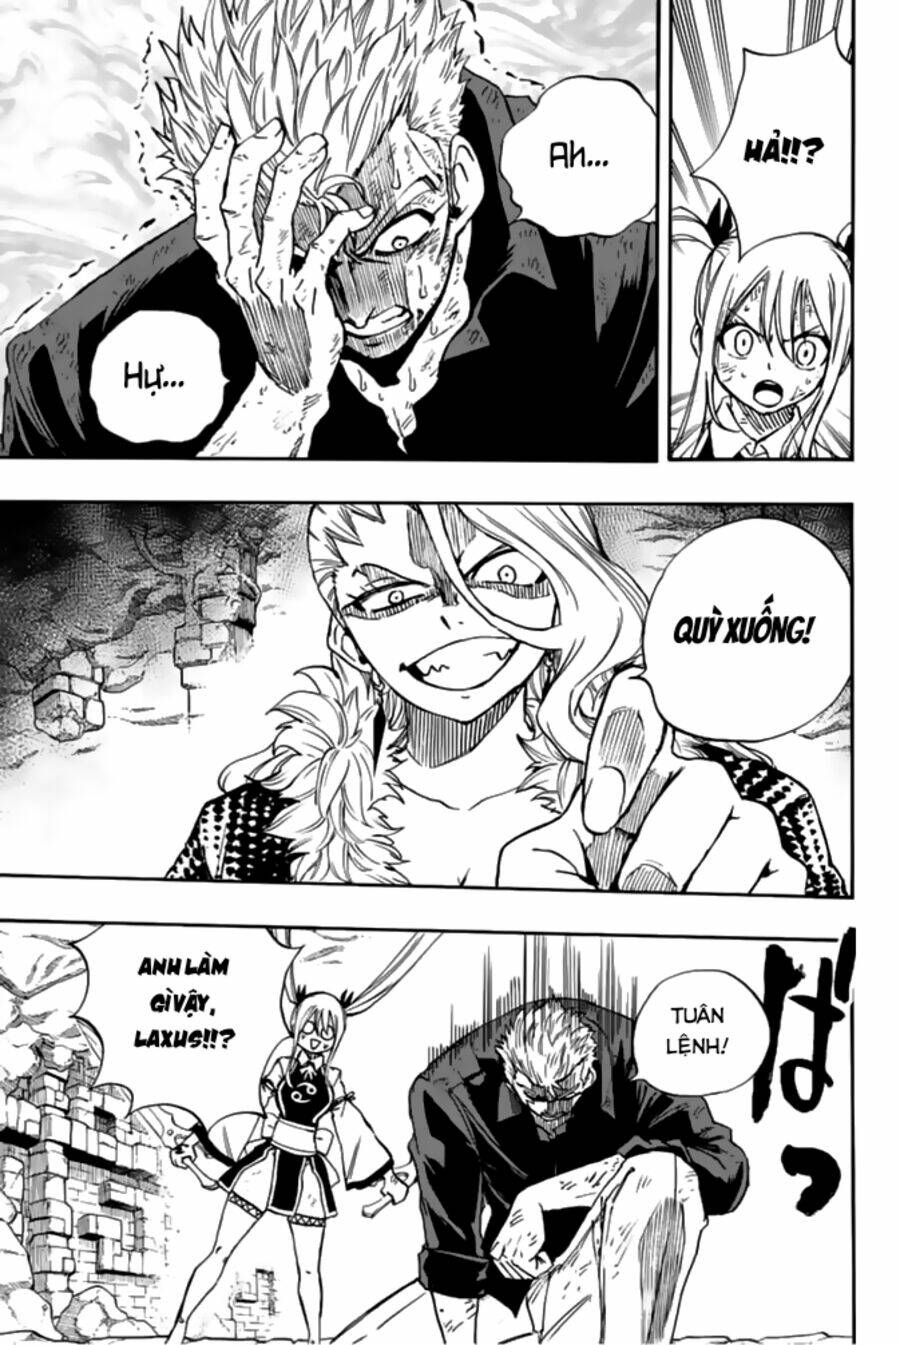 HẢ!!?
Ah...
Hự...
QUỲ XUỐNG!
TUÂN
LỆNH!
ばっ
ANH LÀM
GÌ VẬY,
LAXUS!!?